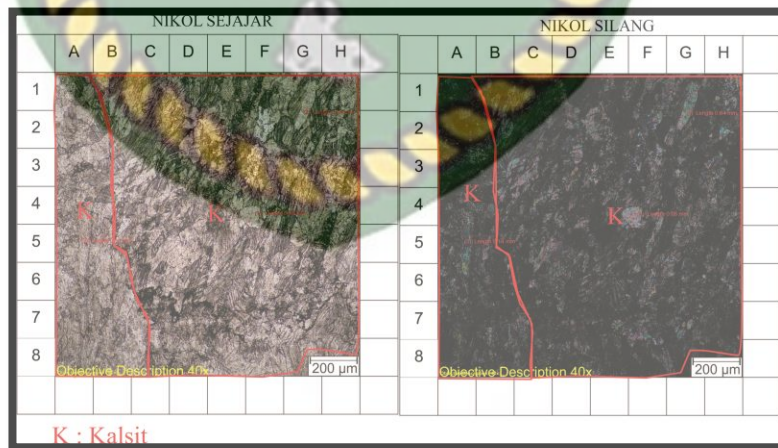 NIKOL SEJAJAR
NIKOL SILANG
A B C D E F G H
A B C D E F G H
1
2
3
4
5
6
7
8
1
2
3
4
5
6
7
8
K
K
K
K
Objective Description 40x
200 µm
Objective Description 40x
200 µm
K : Kalsit